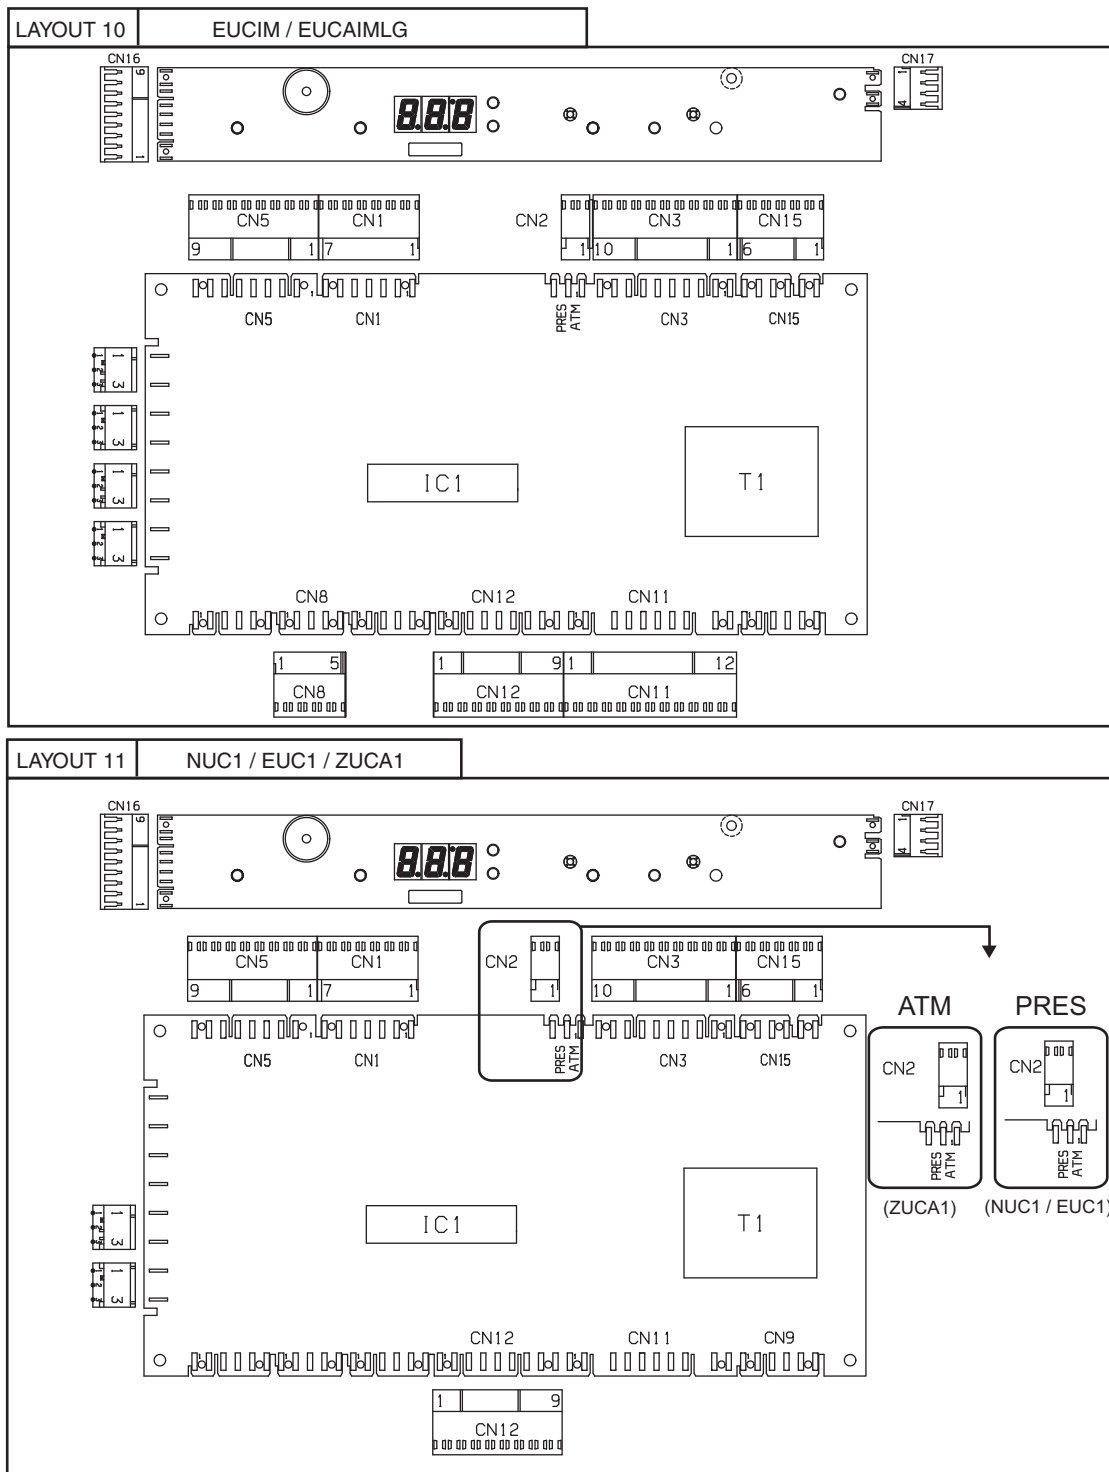 LAYOUT 10 EUCIM / EUCAIMLG
CN16 CN17
9 1
8.8.8
1 4
CN5 CN1 CN2 CN3 CN15
9 1 7 1 1 10 1 6 1
CN5 CN1 PRES ATM CN3 CN15
1 3
1 3
1 3
1 3
IC1 T1
CN8 CN12 CN11
1 5 1 9 1 12
CN8 CN12 CN11
LAYOUT 11 NUC1 / EUC1 / ZUCA1
CN16 CN17
9 1
8.8.8
1 4
CN5 CN1 CN2 CN3 CN15
9 1 7 1 1 10 1 6 1
CN5 CN1 PRES ATM CN3 CN15
ATM PRES
CN2 CN2
1 1
PRES ATM PRES ATM
(ZUCA1) (NUC1 / EUC1)
1 3
1 3
IC1 T1
CN12 CN11 CN9
1 9
CN12